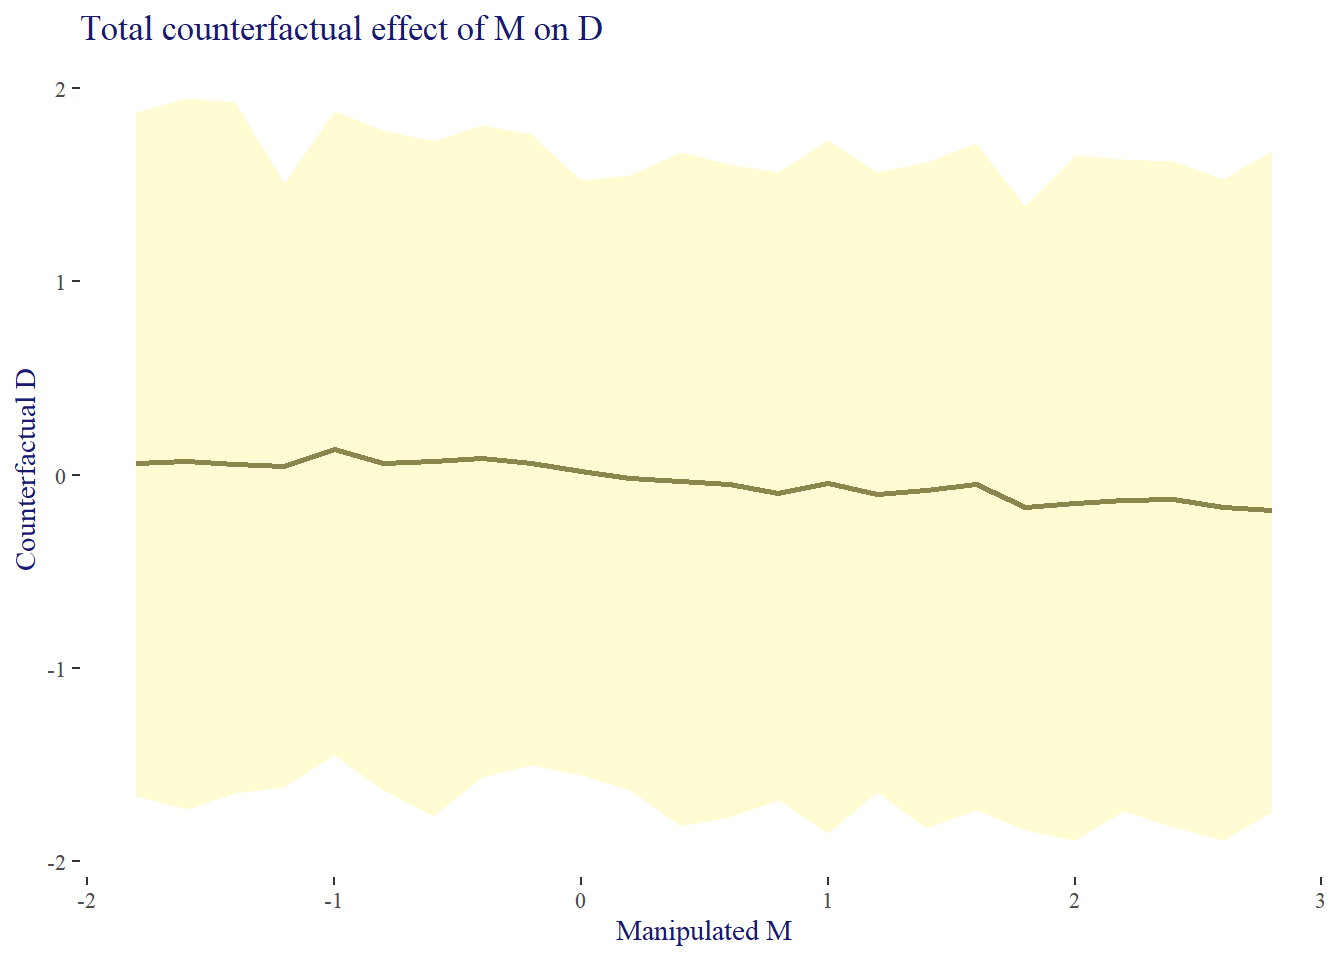 Total counterfactual effect of M on D
Counterfactual D
2
1
0
-1
-2
-2 -1 0 1 2 3
Manipulated M